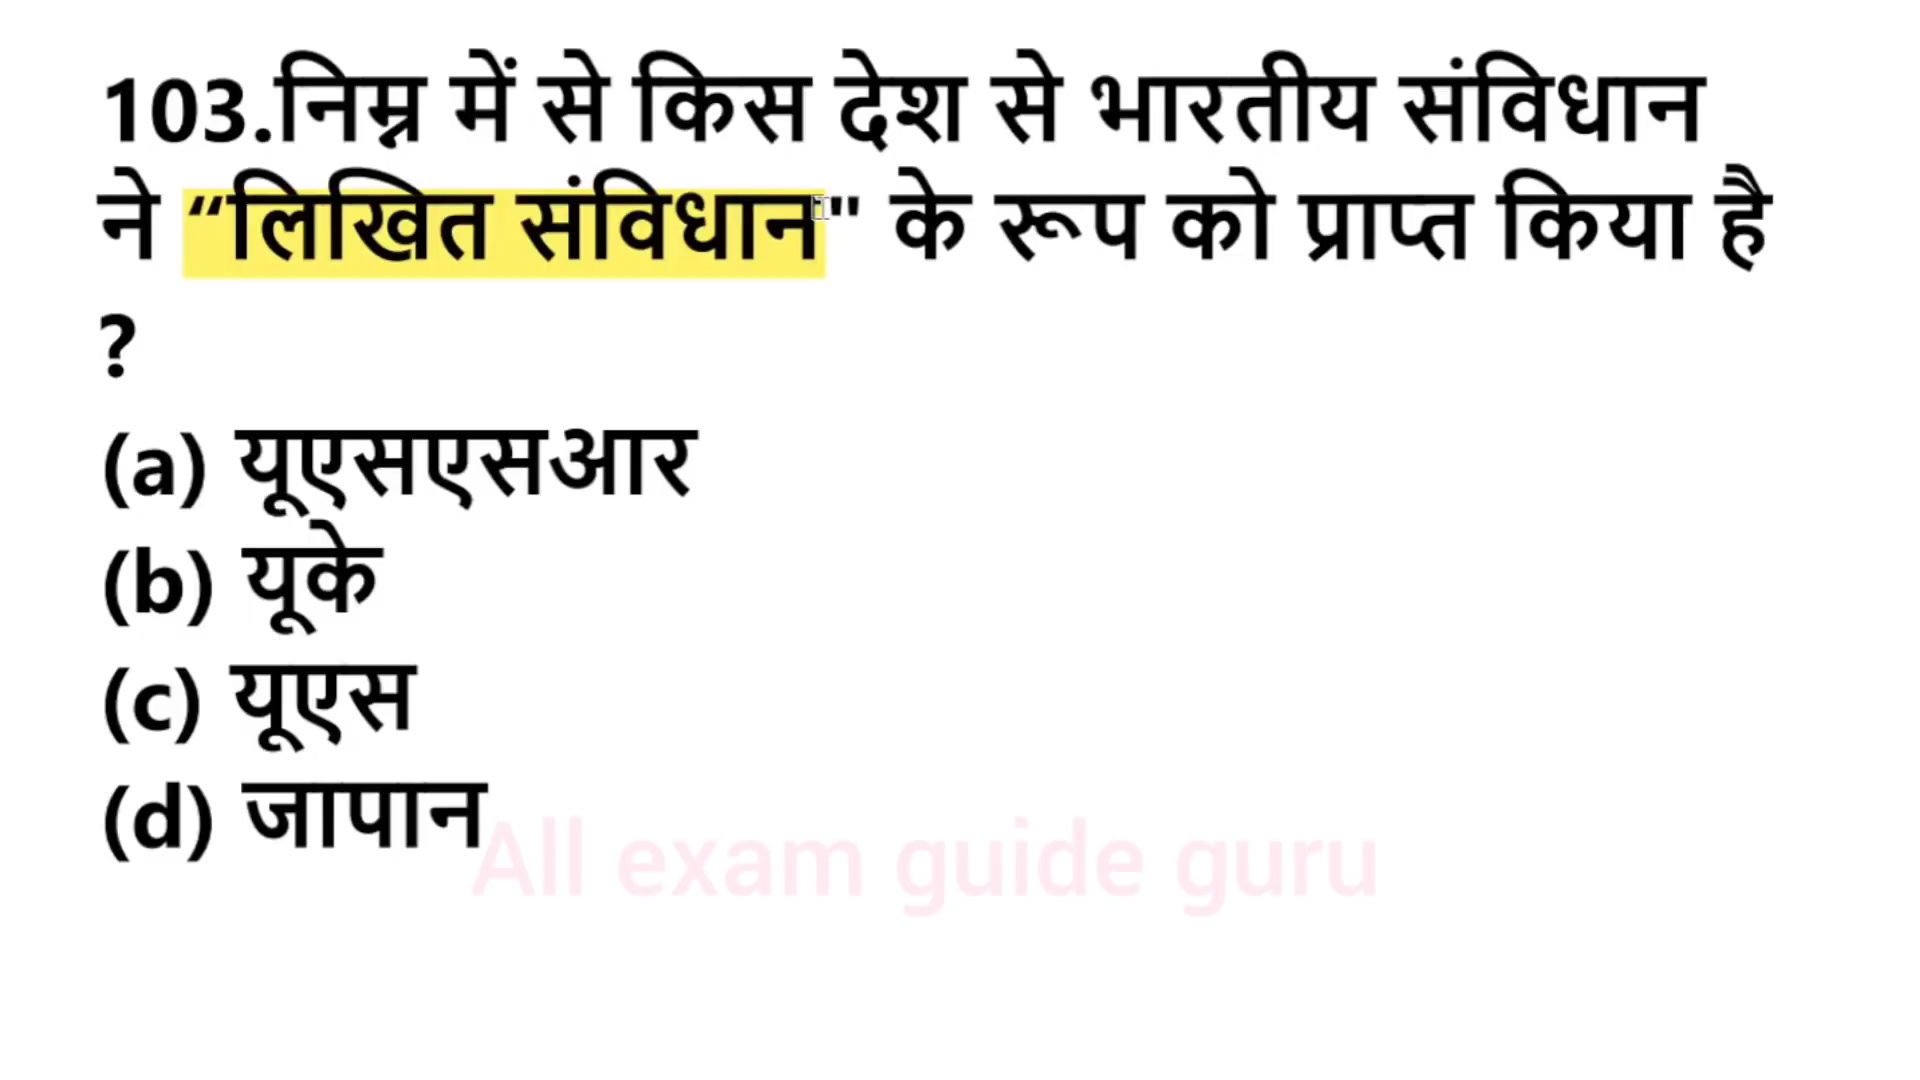 103.निम्न में से किस देश से भारतीय संविधान
ने “लिखित संविधान" के रूप को प्राप्त किया है
?
(a) यूएसएसआर
(b) यूके
(c) यूएस
(d) जापान
All exam guide guru